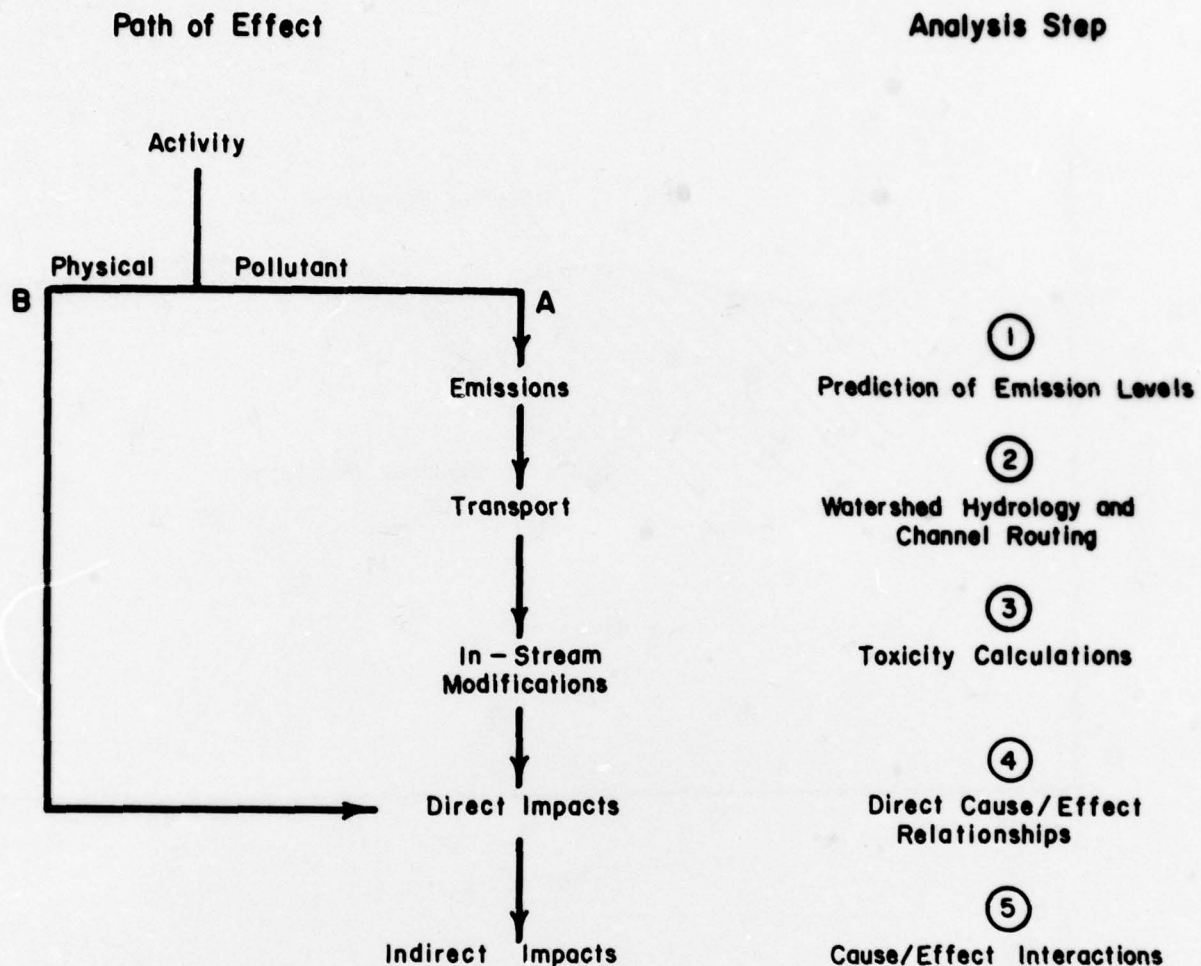 Path of Effect
Analysis Step
Activity
Physical
Pollutant
B
A
1
Emissions
Prediction of Emission Levels
2
Transport
Watershed Hydrology and
Channel Routing
3
In - Stream
Modifications
Toxicity Calculations
4
Direct Impacts
Direct Cause/Effect
Relationships
5
Indirect Impacts
Cause/Effect Interactions